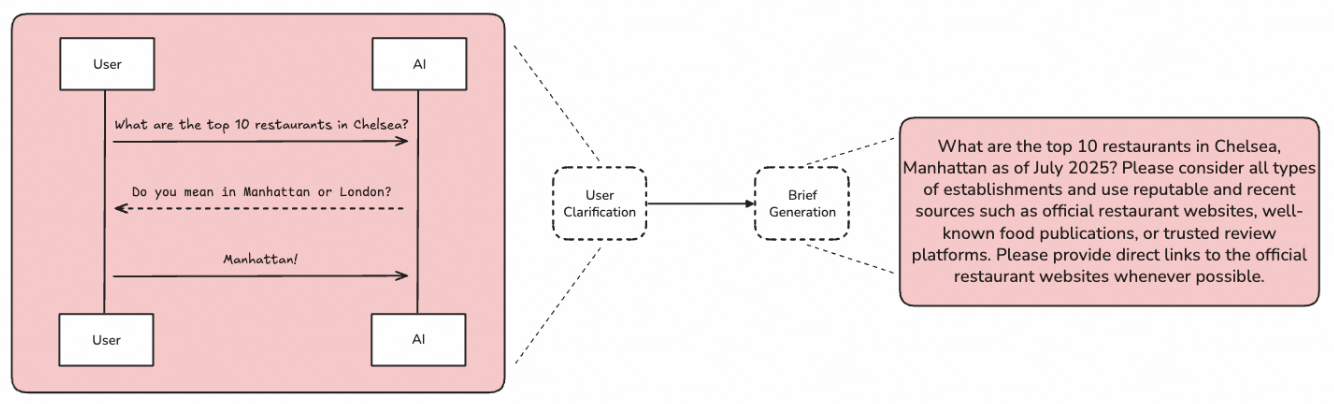 User
AI
What are the top 10 restaurants in Chelsea?
Do you mean in Manhattan or London?
Manhattan!
User
AI
User
Clarification
Brief
Generation
What are the top 10 restaurants in Chelsea,
Manhattan as of July 2025? Please consider all types
of establishments and use reputable and recent
sources such as official restaurant websites, well-
known food publications, or trusted review
platforms. Please provide direct links to the official
restaurant websites whenever possible.